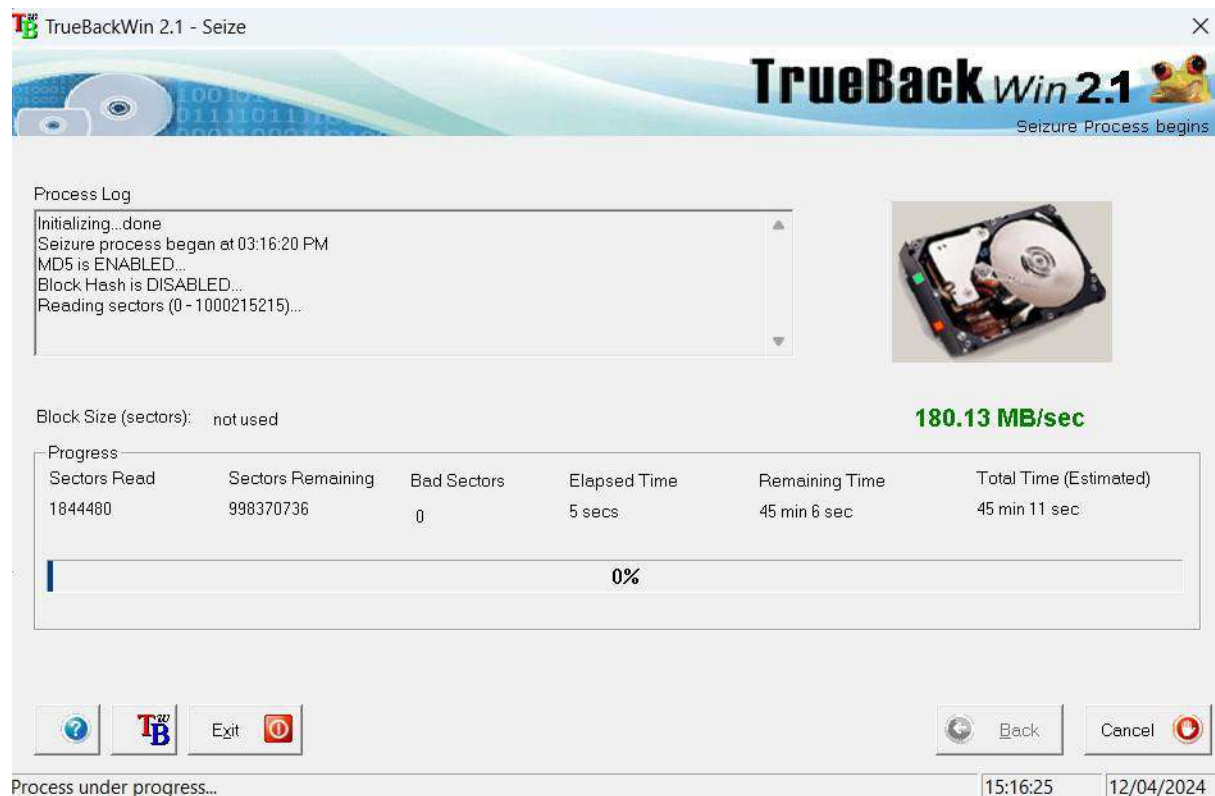 TrueBackWin 2.1 - Seize
TrueBack Win 2.1
Seizure Process begins
Process Log
Initializing...done
Seizure process began at 03:16:20 PM
MD5 is ENABLED...
Block Hash is DISABLED...
Reading sectors (0 - 1000215215)...
Block Size (sectors): not used
180.13 MB/sec
Progress
Sectors Read Sectors Remaining Bad Sectors Elapsed Time Remaining Time Total Time (Estimated)
1844480 998370736 0 5 secs 45 min 6 sec 45 min 11 sec
0%
TwB Exit Back Cancel
Process under progress... 15:16:25 12/04/2024